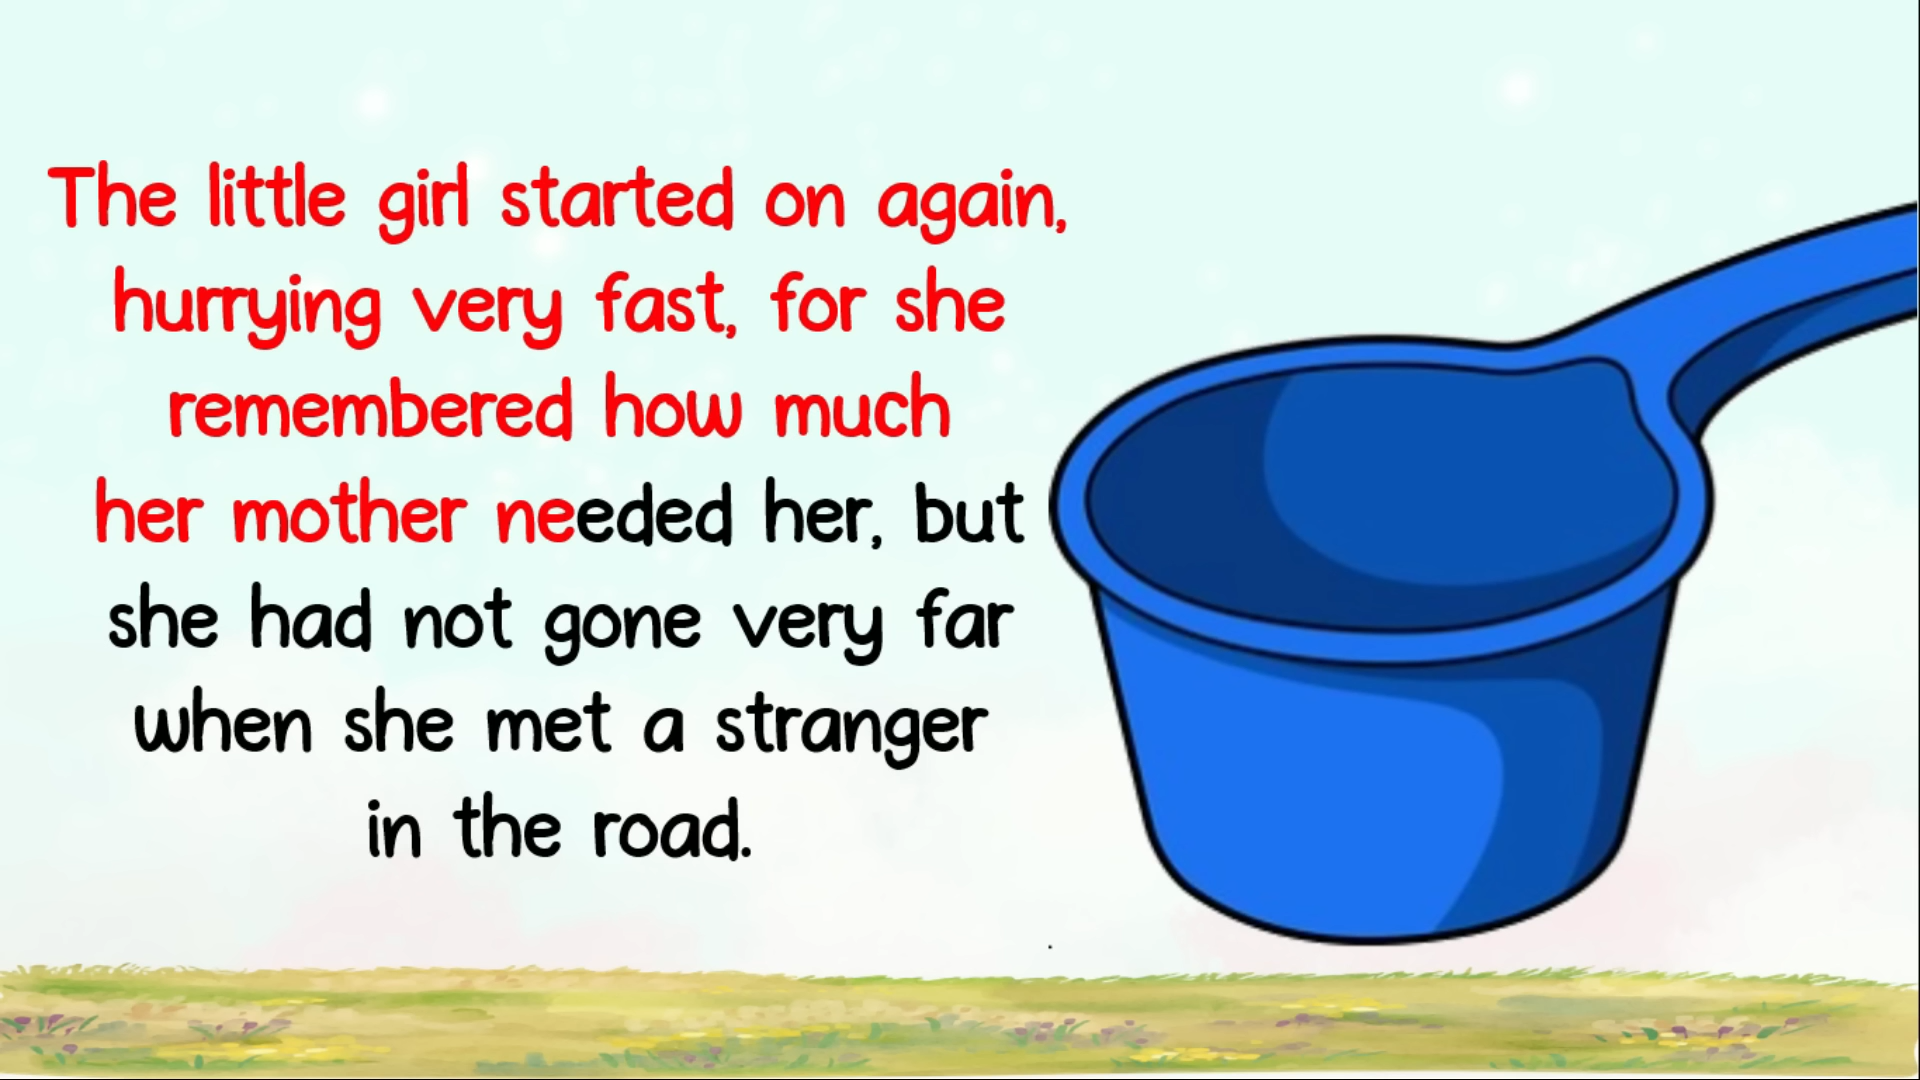 The little girl started on again,
hurrying very fast, for she
remembered how much
her mother needed her, but
she had not gone very far
when she met a stranger
in the road.